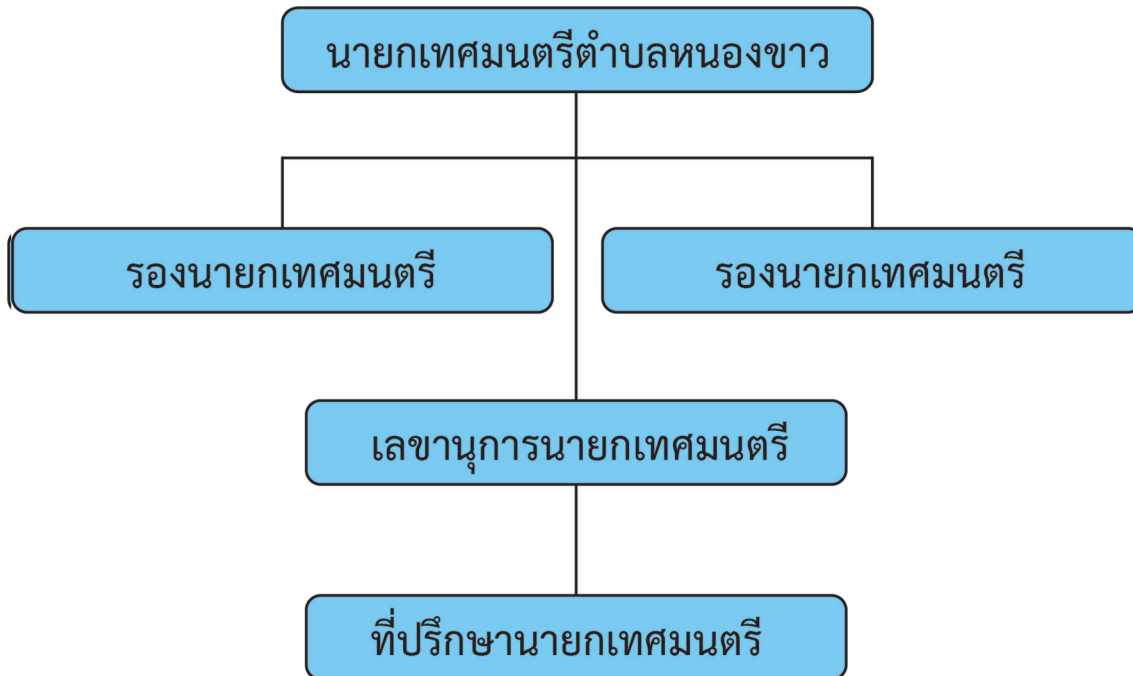 นายกเทศมนตรีตำบลหนองขาว
รองนายกเทศมนตรี
รองนายกเทศมนตรี
เลขานุการนายกเทศมนตรี
ที่ปรึกษานายกเทศมนตรี